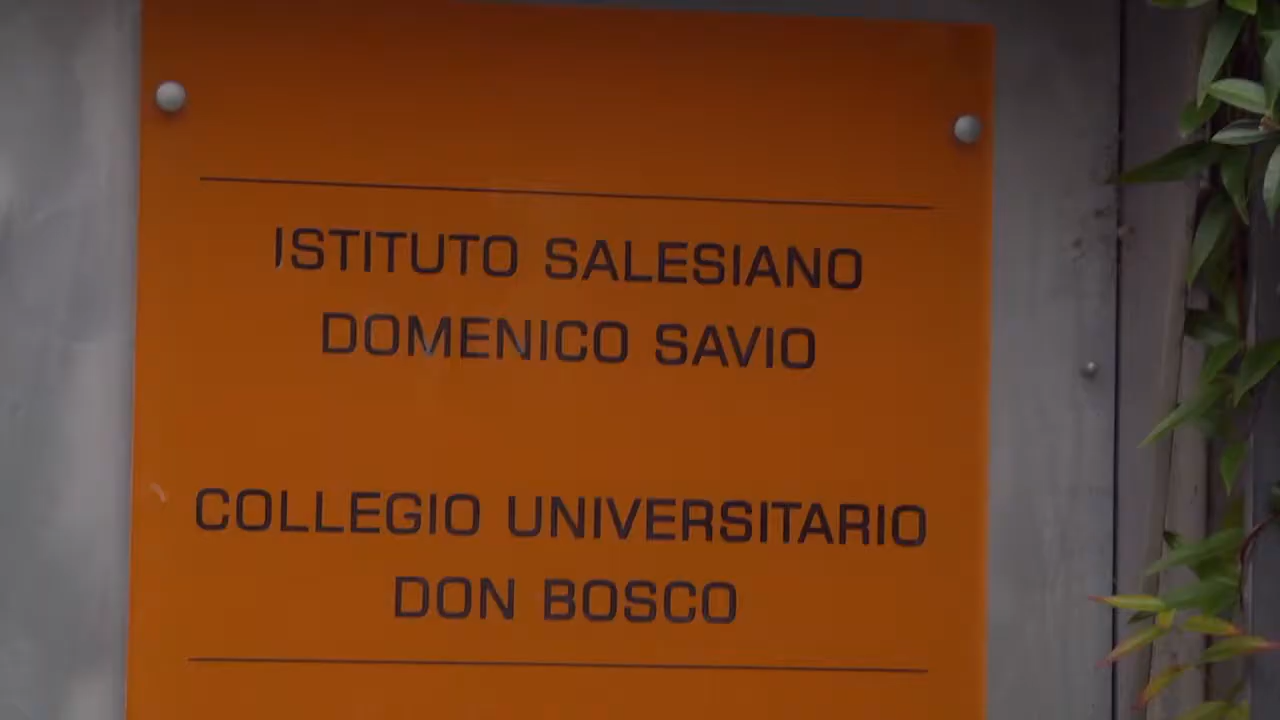 ISTITUTO SALESIANO
DOMENICO SAVIO
COLLEGIO UNIVERSITARIO
DON BOSCO